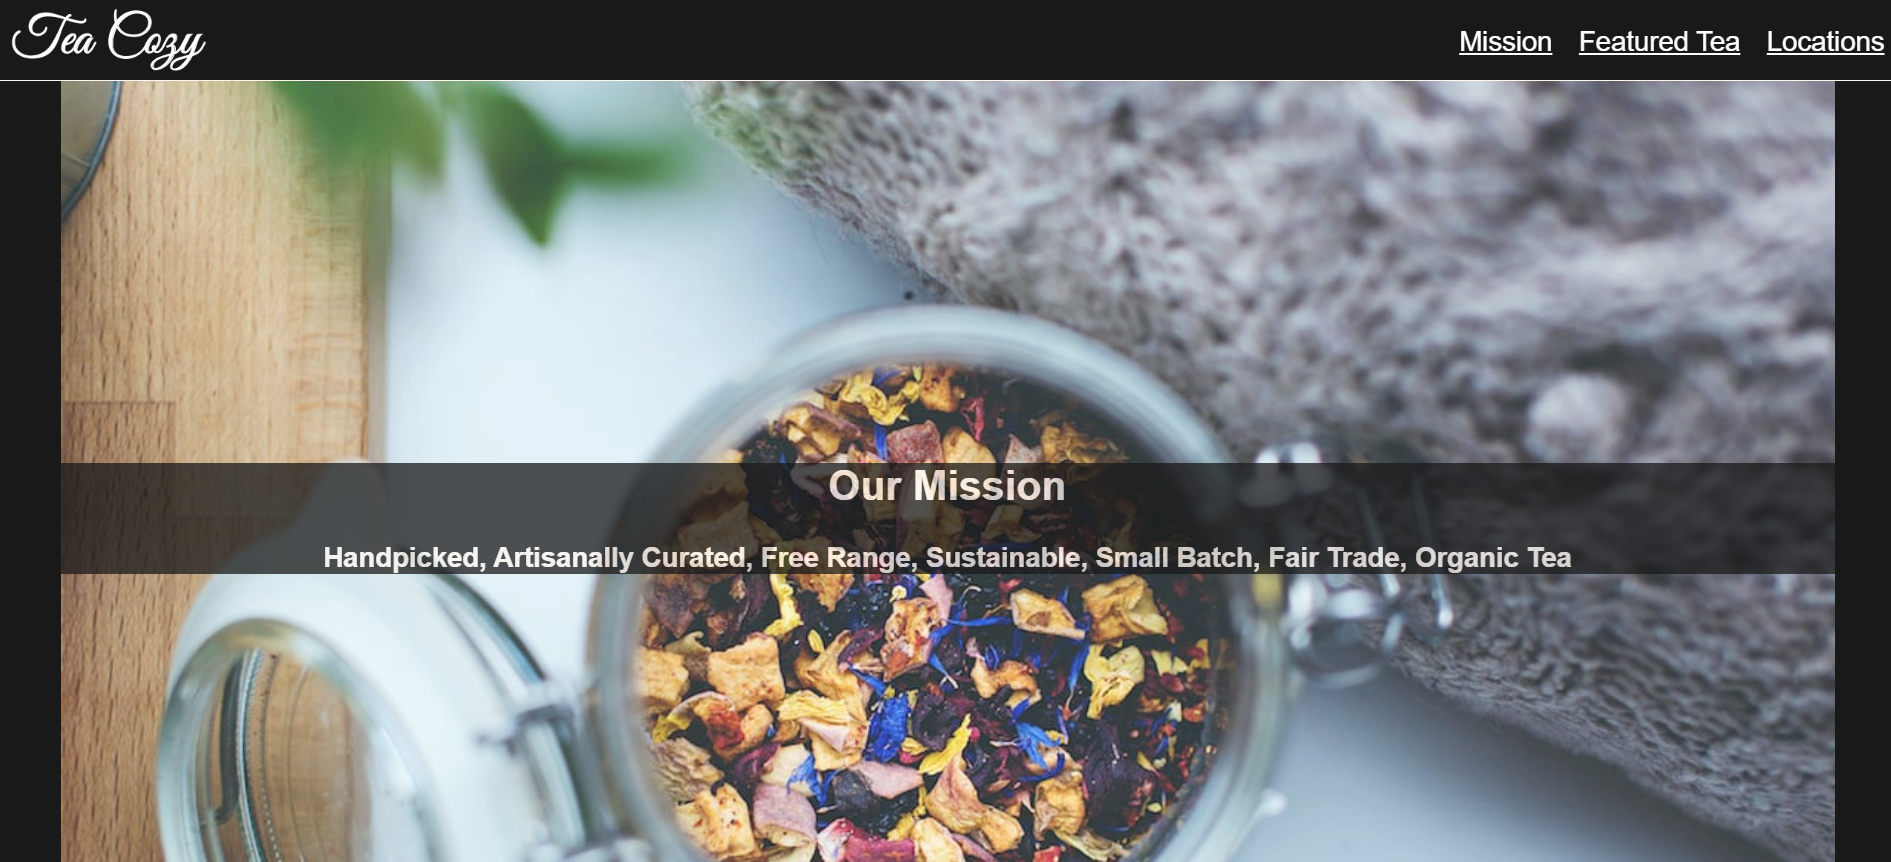 Tea Cozy
Mission Featured Tea Locations
Our Mission
Handpicked, Artisanally Curated, Free Range, Sustainable, Small Batch, Fair Trade, Organic Tea